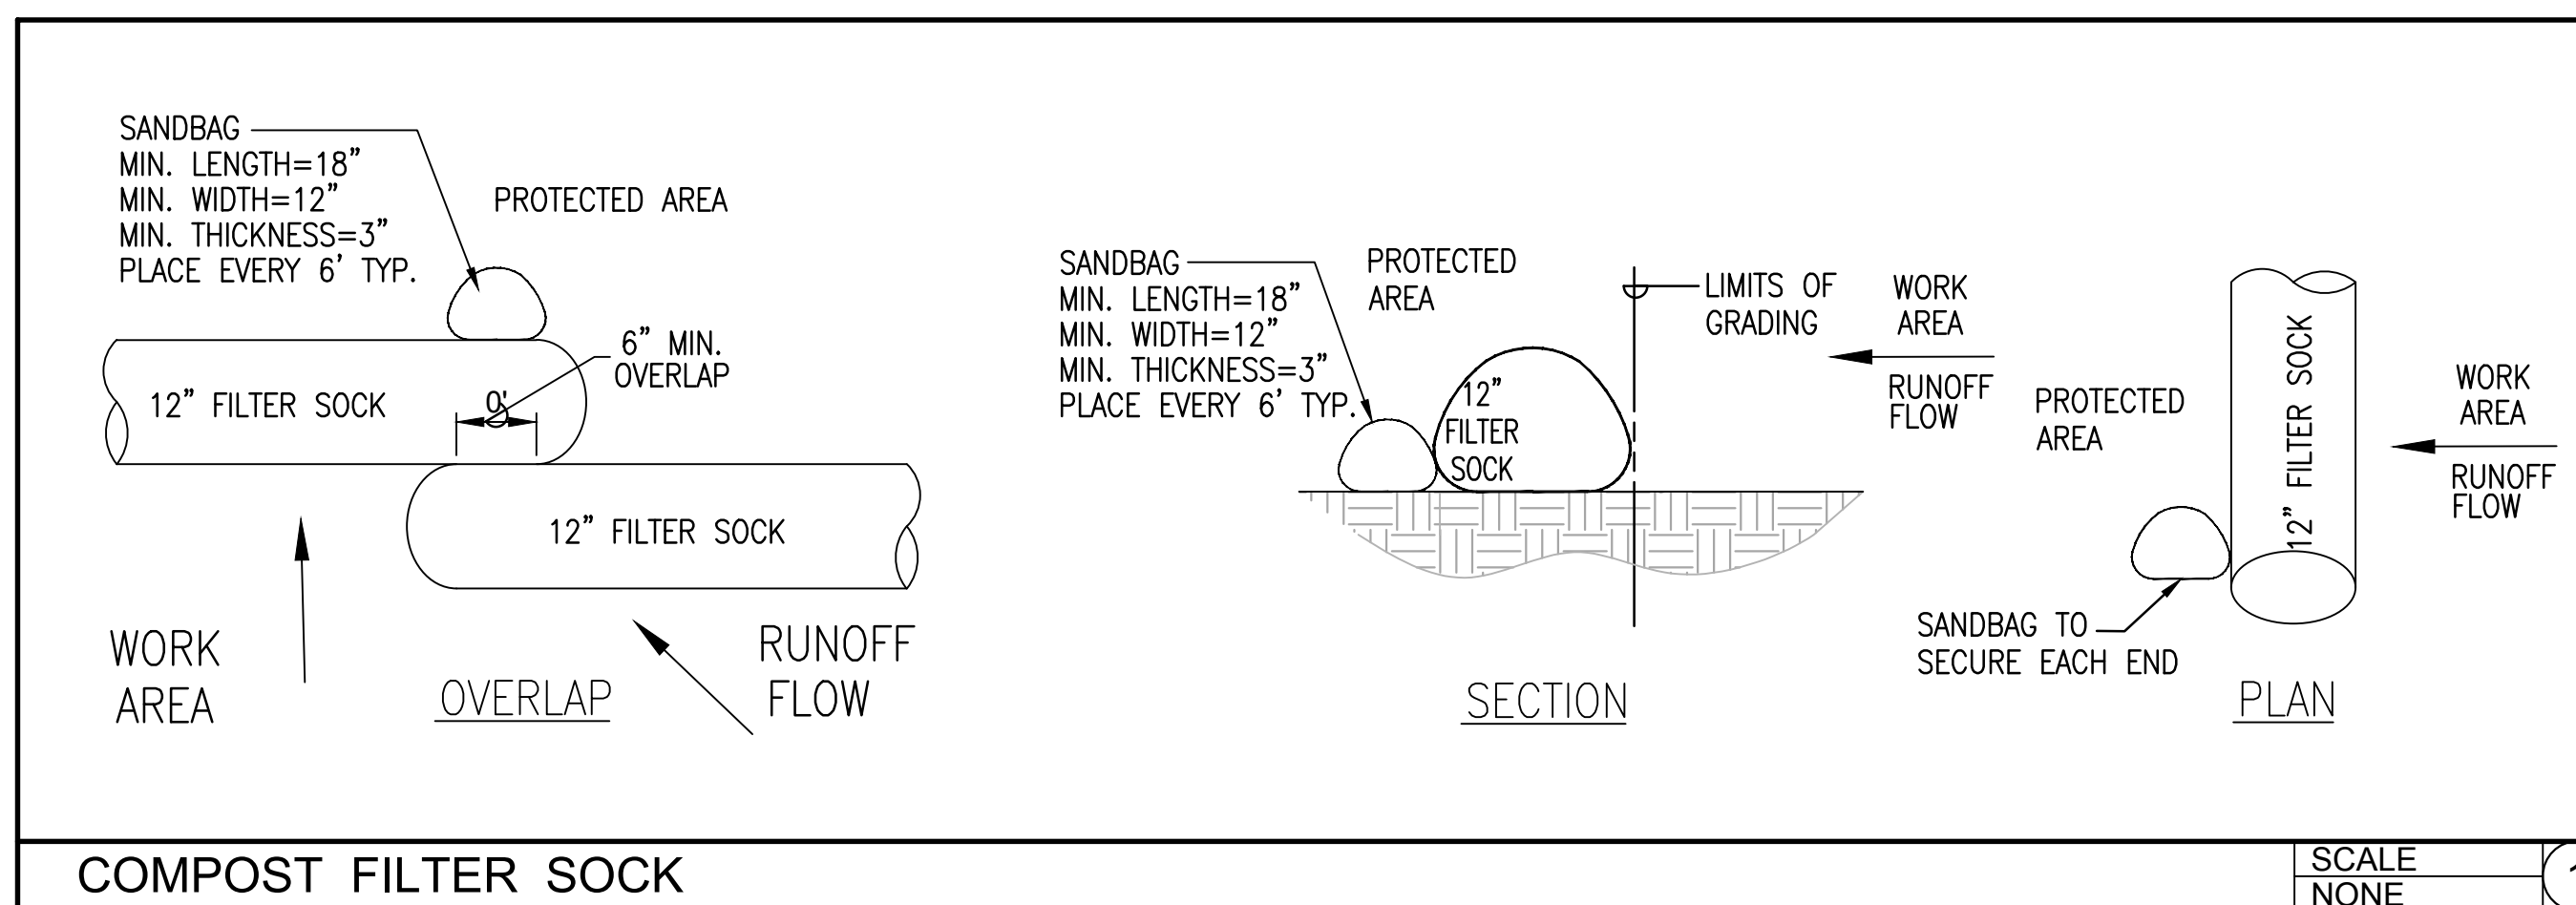 SANDBAG
MIN. LENGTH=18"
MIN. WIDTH=12"
MIN. THICKNESS=3"
PLACE EVERY 6' TYP.
PROTECTED AREA
6" MIN.
OVERLAP
0'
12" FILTER SOCK
12" FILTER SOCK
WORK
AREA
RUNOFF
FLOW
OVERLAP
SANDBAG
MIN. LENGTH=18"
MIN. WIDTH=12"
MIN. THICKNESS=3"
PLACE EVERY 6' TYP.
PROTECTED
AREA
12"
FILTER
SOCK
LIMITS OF
GRADING
WORK
AREA
RUNOFF
FLOW
SECTION
PROTECTED
AREA
12" FILTER SOCK
WORK
AREA
RUNOFF
FLOW
SANDBAG TO
SECURE EACH END
PLAN
COMPOST FILTER SOCK
SCALE
NONE